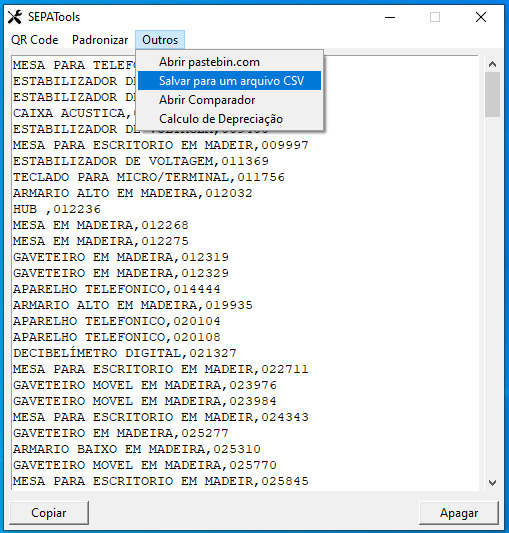 SEPATools
QR Code Padronizar Outros
Abrir pastebin.com
Salvar para um arquivo CSV
Abrir Comparador
Calculo de Depreciação
MESA PARA TELEFO
ESTABILIZADOR DE
ESTABILIZADOR DE
CAIXA ACUSTICA,
ESTABILIZADOR DE
MESA PARA ESCRITORIO EM MADEIR,009997
ESTABILIZADOR DE VOLTAGEM,011369
TECLADO PARA MICRO/TERMINAL,011756
ARMARIO ALTO EM MADEIRA,012032
HUB ,012236
MESA EM MADEIRA,012268
MESA EM MADEIRA,012275
GAVETEIRO EM MADEIRA,012319
GAVETEIRO EM MADEIRA,012329
APARELHO TELEFONICO,014444
ARMARIO ALTO EM MADEIRA,019935
APARELHO TELEFONICO,020104
APARELHO TELEFONICO,020108
DECIBELÍMETRO DIGITAL,021327
MESA PARA ESCRITORIO EM MADEIR,022711
GAVETEIRO MOVEL EM MADEIRA,023976
GAVETEIRO MOVEL EM MADEIRA,023984
MESA PARA ESCRITORIO EM MADEIR,024343
GAVETEIRO EM MADEIRA,025277
ARMARIO BAIXO EM MADEIRA,025310
GAVETEIRO MOVEL EM MADEIRA,025770
MESA PARA ESCRITORIO EM MADEIR,025845
Copiar Apagar